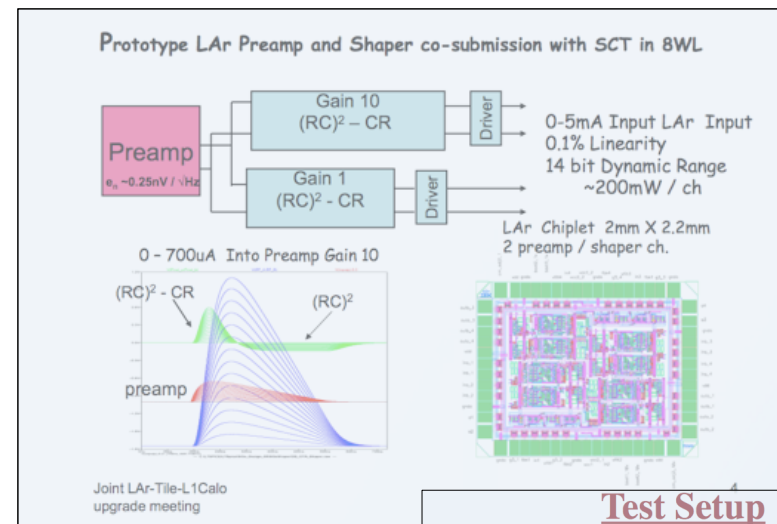 Prototype LAr Preamp and Shaper co-submission with SCT in 8WL
Gain 10
(RC)² – CR
Driver
Preamp
eₙ ~0.25nV / √Hz
Gain 1
(RC)² - CR
Driver
0-5mA Input LAr Input
0.1% Linearity
14 bit Dynamic Range
~200mW / ch
LAr Chiplet 2mm X 2.2mm
2 preamp / shaper ch.
0 – 700uA Into Preamp Gain 10
(RC)² - CR
(RC)²
preamp
Joint LAr-Tile-L1Calo
upgrade meeting
4
Test Setup